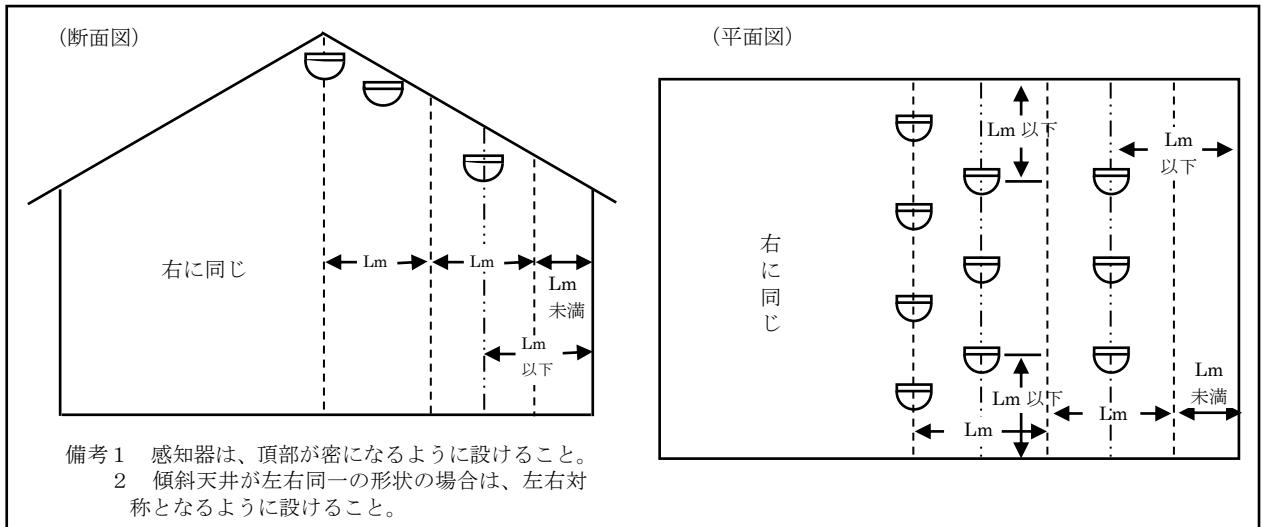 （断面図）
右に同じ
Lm
Lm
Lm
未満
Lm
以下
備考１　感知器は、頂部が密になるように設けること。
２　傾斜天井が左右同一の形状の場合は、左右対
称となるように設けること。
（平面図）
右に同じ
Lm 以下
Lm
以下
Lm 以下
Lm
Lm
Lm
未満